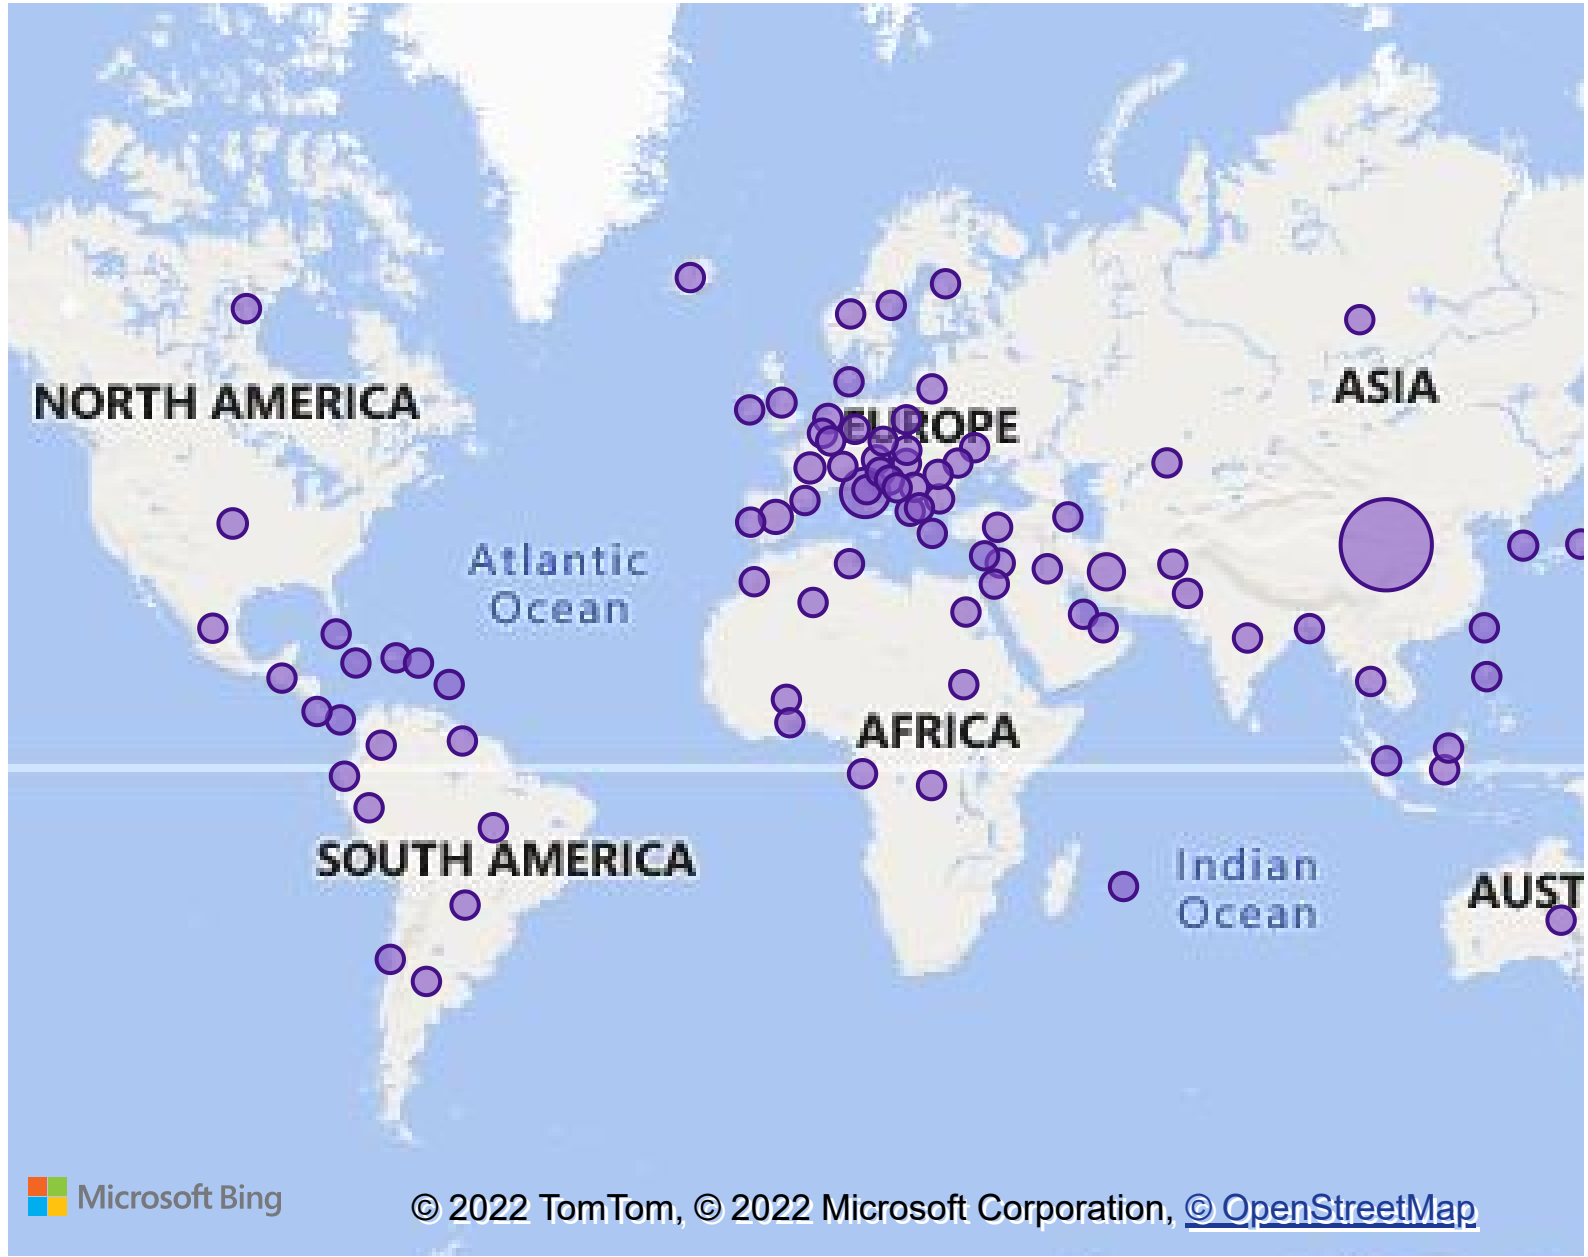 NORTH AMERICA
ASIA
EUROPE
Atlantic
Ocean
AFRICA
SOUTH AMERICA
Indian
Ocean
AUST
Microsoft Bing
© 2022 TomTom, © 2022 Microsoft Corporation, © OpenStreetMap